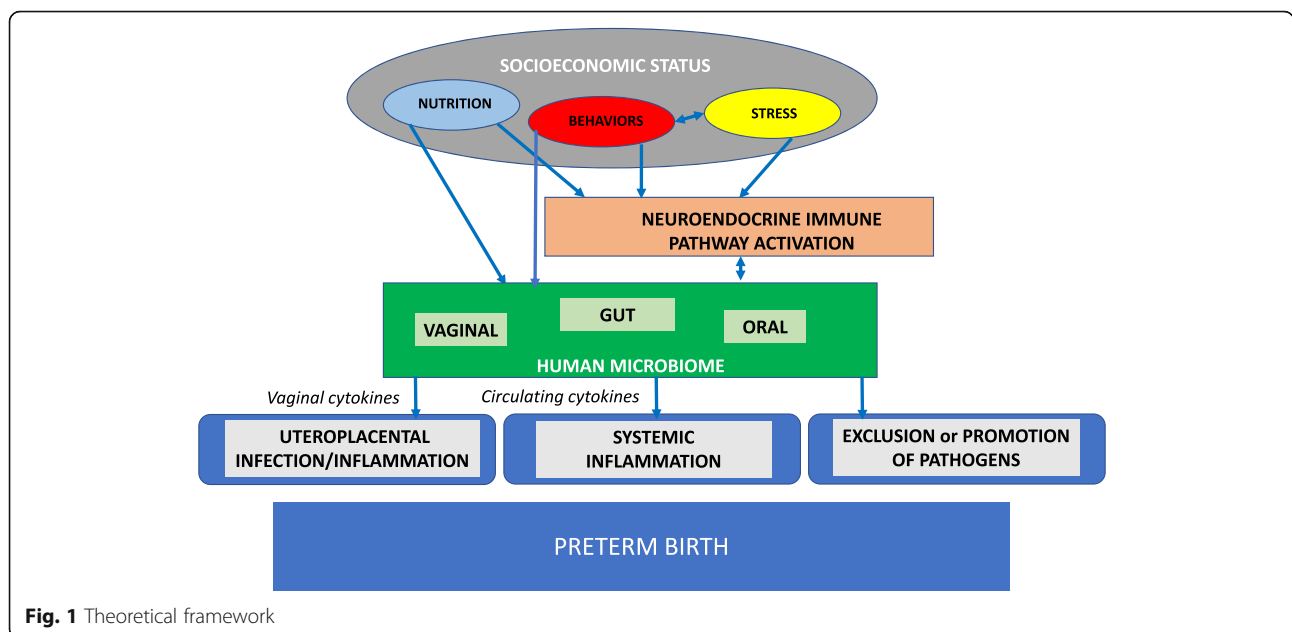 SOCIOECONOMIC STATUS
NUTRITION
BEHAVIORS
STRESS
NEUROENDOCRINE IMMUNE
PATHWAY ACTIVATION
VAGINAL
GUT
ORAL
HUMAN MICROBIOME
Vaginal cytokines
Circulating cytokines
UTEROPLACENTAL
INFECTION/INFLAMMATION
SYSTEMIC
INFLAMMATION
EXCLUSION or PROMOTION
OF PATHOGENS
PRETERM BIRTH
Fig. 1 Theoretical framework